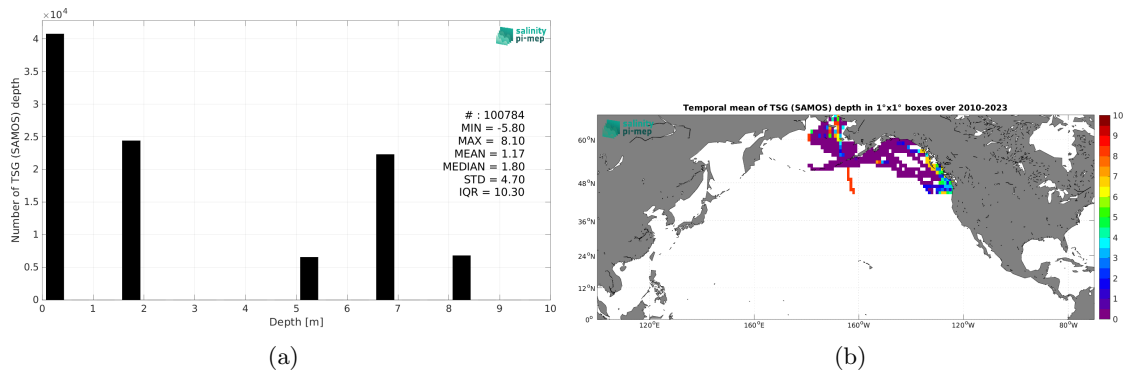 ×10⁴
salinity
pi-mep
4
3.5
3
2.5
2
1.5
1
0.5
0
Number of TSG (SAMOS) depth
# : 100784
MIN = -5.80
MAX = 8.10
MEAN = 1.17
MEDIAN = 1.80
STD = 4.70
IQR = 10.30
0 1 2 3 4 5 6 7 8 9 10
Depth [m]
(a)
Temporal mean of TSG (SAMOS) depth in 1°x1° boxes over 2010-2023
salinity
pi-mep
60°N
48°N
36°N
24°N
12°N
0°
120°E 160°E 160°W 120°W 80°W
10
9
8
7
6
5
4
3
2
1
0
(b)